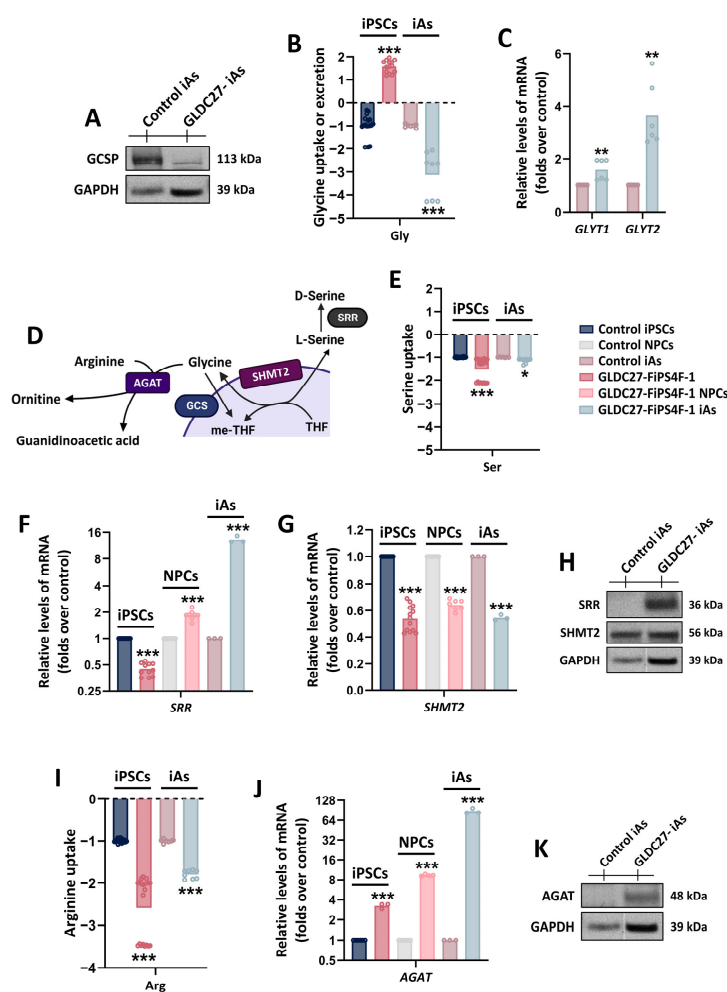 A
Control iAs
GLDC27- iAs
GCSP
113 kDa
GAPDH
39 kDa
B
iPSCs
iAs
***
Glycine uptake or excretion
2
1
0
−1
−2
−3
−4
−5
***
Gly
C
Relative levels of mRNA
(folds over control)
6
4
2
0
**
**
GLYT1
GLYT2
D
D-Serine
SRR
L-Serine
Arginine
Glycine
SHMT2
AGAT
Ornitine
GCS
me-THF
THF
Guanidinoacetic acid
E
Serine uptake
2
1
0
−1
−2
−3
−4
−5
iPSCs
iAs
***
*
Ser
Control iPSCs
Control NPCs
Control iAs
GLDC27-FiPS4F-1
GLDC27-FiPS4F-1 NPCs
GLDC27-FiPS4F-1 iAs
F
Relative levels of mRNA
(folds over control)
16
8
4
2
1
0.5
0.25
iPSCs
***
NPCs
***
iAs
***
SRR
G
Relative levels of mRNA
(folds over control)
1.2
1.0
0.8
0.6
0.4
0.2
0.0
iPSCs
NPCs
iAs
***
***
***
SHMT2
H
Control iAs
GLDC27- iAs
SRR
36 kDa
SHMT2
56 kDa
GAPDH
39 kDa
I
iPSCs
iAs
Arginine uptake
0
−1
−2
−3
−4
***
***
Arg
J
Relative levels of mRNA
(folds over control)
128
64
32
16
8
4
2
1
0.5
iPSCs
***
NPCs
***
iAs
***
AGAT
K
Control iAs
GLDC27- iAs
AGAT
48 kDa
GAPDH
39 kDa